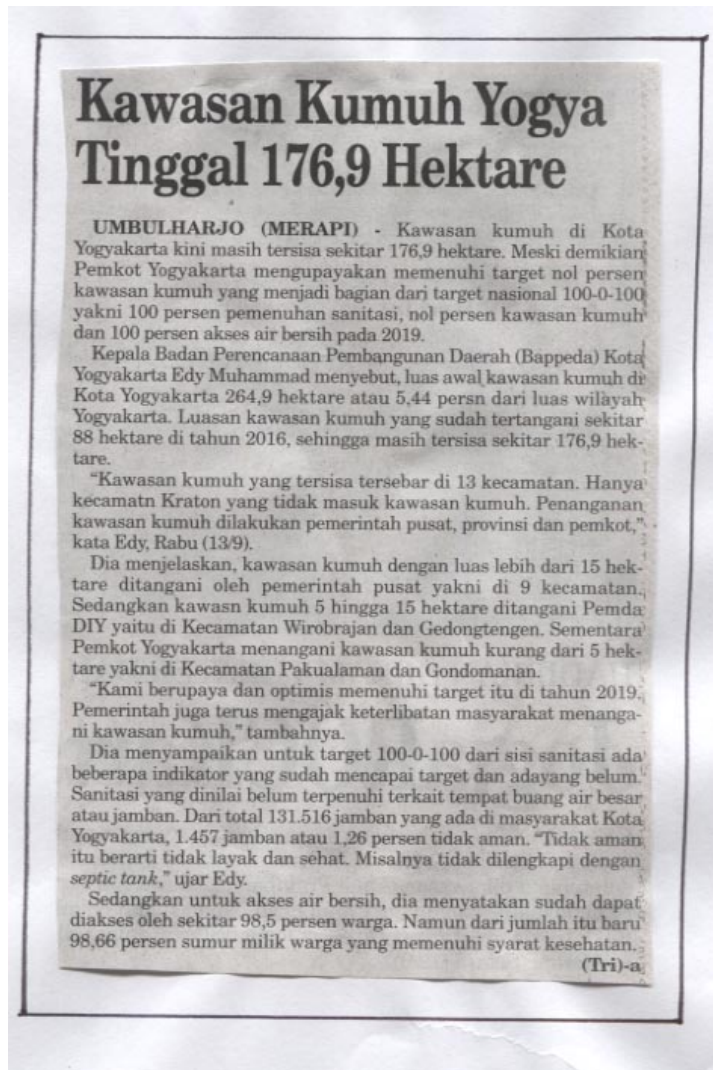 Kawasan Kumuh Yogya
Tinggal 176,9 Hektare
UMBULHARJO (MERAPI) - Kawasan kumuh di Kota
Yogyakarta kini masih tersisa sekitar 176,9 hektare. Meski demikian
Pemkot Yogyakarta mengupayakan memenuhi target nol persen
kawasan kumuh yang menjadi bagian dari target nasional 100-0-100
yakni 100 persen pemenuhan sanitasi, nol persen kawasan kumuh
dan 100 persen akses air bersih pada 2019.
Kepala Badan Perencanaan Pembangunan Daerah (Bappeda) Kota
Yogyakarta Edy Muhammad menyebut, luas awal kawasan kumuh di
Kota Yogyakarta 264,9 hektare atau 5,44 persn dari luas wilayah
Yogyakarta. Luasan kawasan kumuh yang sudah tertangani sekitar
88 hektare di tahun 2016, sehingga masih tersisa sekitar 176,9 hek-
tare.
"Kawasan kumuh yang tersisa tersebar di 13 kecamatan. Hanya
kecamatn Kraton yang tidak masuk kawasan kumuh. Penanganan
kawasan kumuh dilakukan pemerintah pusat, provinsi dan pemkot,"
kata Edy, Rabu (13/9).
Dia menjelaskan, kawasan kumuh dengan luas lebih dari 15 hek-
tare ditangani oleh pemerintah pusat yakni di 9 kecamatan.
Sedangkan kawasn kumuh 5 hingga 15 hektare ditangani Pemda
DIY yaitu di Kecamatan Wirobrajan dan Gedongtengen. Sementara
Pemkot Yogyakarta menangani kawasan kumuh kurang dari 5 hek-
tare yakni di Kecamatan Pakualaman dan Gondomanan.
"Kami berupaya dan optimis memenuhi target itu di tahun 2019.
Pemerintah juga terus mengajak keterlibatan masyarakat menanga-
ni kawasan kumuh," tambahnya.
Dia menyampaikan untuk target 100-0-100 dari sisi sanitasi ada
beberapa indikator yang sudah mencapai target dan adayang belum.
Sanitasi yang dinilai belum terpenuhi terkait tempat buang air besar
atau jamban. Dari total 131.516 jamban yang ada di masyarakat Kota
Yogyakarta, 1.457 jamban atau 1,26 persen tidak aman. "Tidak aman
itu berarti tidak layak dan sehat. Misalnya tidak dilengkapi dengan
septic tank," ujar Edy.
Sedangkan untuk akses air bersih, dia menyatakan sudah dapat
diakses oleh sekitar 98,5 persen warga. Namun dari jumlah itu baru
98,66 persen sumur milik warga yang memenuhi syarat kesehatan.
(Tri)-a